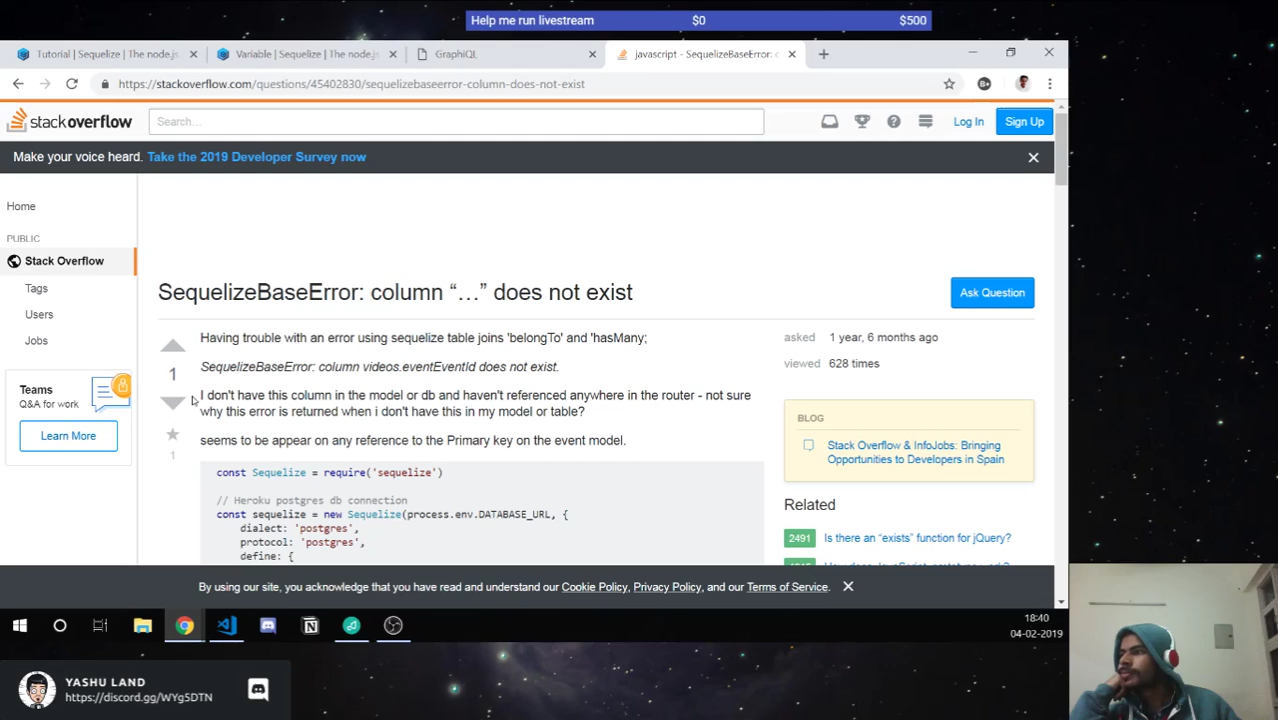 Help me run livestream $0 $500
Tutorial | Sequelize | The node.js
Variable | Sequelize | The node.js
GraphiQL
javascript - SequelizeBaseError: c
https://stackoverflow.com/questions/45402830/sequelizebaseerror-column-does-not-exist
stackoverflow
Search...
Log In
Sign Up
Make your voice heard. Take the 2019 Developer Survey now
Home
PUBLIC
Stack Overflow
Tags
Users
Jobs
Teams
Q&A for work
Learn More
SequelizeBaseError: column “…” does not exist
Ask Question
1
1
Having trouble with an error using sequelize table joins 'belongTo' and 'hasMany;
SequelizeBaseError: column videos.eventEventId does not exist.
I don't have this column in the model or db and haven't referenced anywhere in the router - not sure
why this error is returned when i don't have this in my model or table?
seems to be appear on any reference to the Primary key on the event model.
const Sequelize = require('sequelize')
// Heroku postgres db connection
const sequelize = new Sequelize(process.env.DATABASE_URL, {
dialect: 'postgres',
protocol: 'postgres',
define: {
asked 1 year, 6 months ago
viewed 628 times
BLOG
Stack Overflow & InfoJobs: Bringing
Opportunities to Developers in Spain
Related
2491 Is there an “exists” function for jQuery?
By using our site, you acknowledge that you have read and understand our Cookie Policy, Privacy Policy, and our Terms of Service.
18:40
04-02-2019
YASHU LAND
https://discord.gg/WYg5DTN